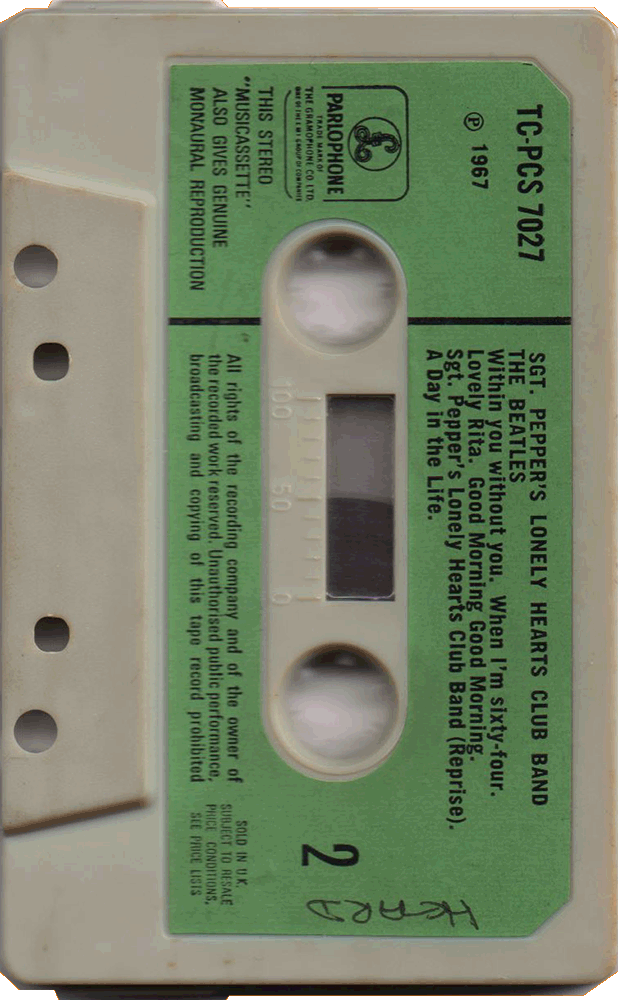 TC-PCS 7027
Ⓟ 1967
PARLOPHONE
TRADE MARK OF
THE GRAMOPHONE CO. LTD.
THIS STEREO
"MUSICASSETTE"
ALSO GIVES GENUINE
MONAURAL REPRODUCTION
SGT. PEPPER'S LONELY HEARTS CLUB BAND
THE BEATLES
Within you without you. When I'm sixty-four.
Lovely Rita. Good Morning Good Morning.
Sgt. Pepper's Lonely Hearts Club Band (Reprise).
A Day in the Life.
100 50 0
All rights of the recording company and of the owner of
the recorded work reserved. Unauthorised public performance,
broadcasting and copying of this tape record prohibited
2
SOLD IN U.K.
SUBJECT TO RESALE
PRICE CONDITIONS,
SEE PRICE LISTS